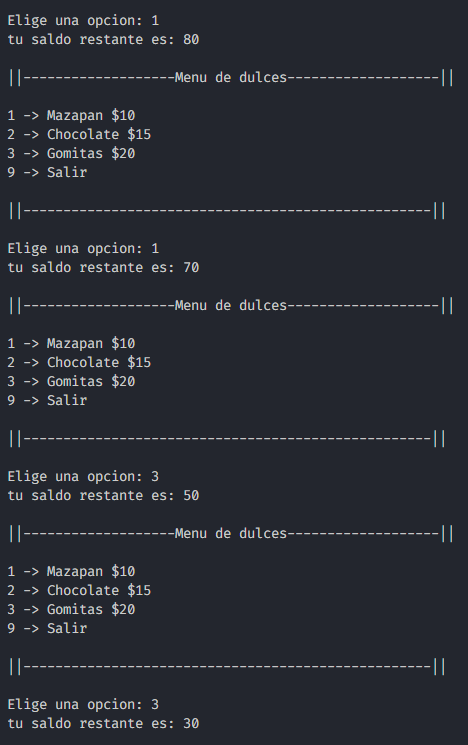 Elige una opcion: 1
tu saldo restante es: 80
||-------------------Menu de dulces-------------------||
1 -> Mazapan $10
2 -> Chocolate $15
3 -> Gomitas $20
9 -> Salir
||---------------------------------------------------||
Elige una opcion: 1
tu saldo restante es: 70
||-------------------Menu de dulces-------------------||
1 -> Mazapan $10
2 -> Chocolate $15
3 -> Gomitas $20
9 -> Salir
||---------------------------------------------------||
Elige una opcion: 3
tu saldo restante es: 50
||-------------------Menu de dulces-------------------||
1 -> Mazapan $10
2 -> Chocolate $15
3 -> Gomitas $20
9 -> Salir
||---------------------------------------------------||
Elige una opcion: 3
tu saldo restante es: 30